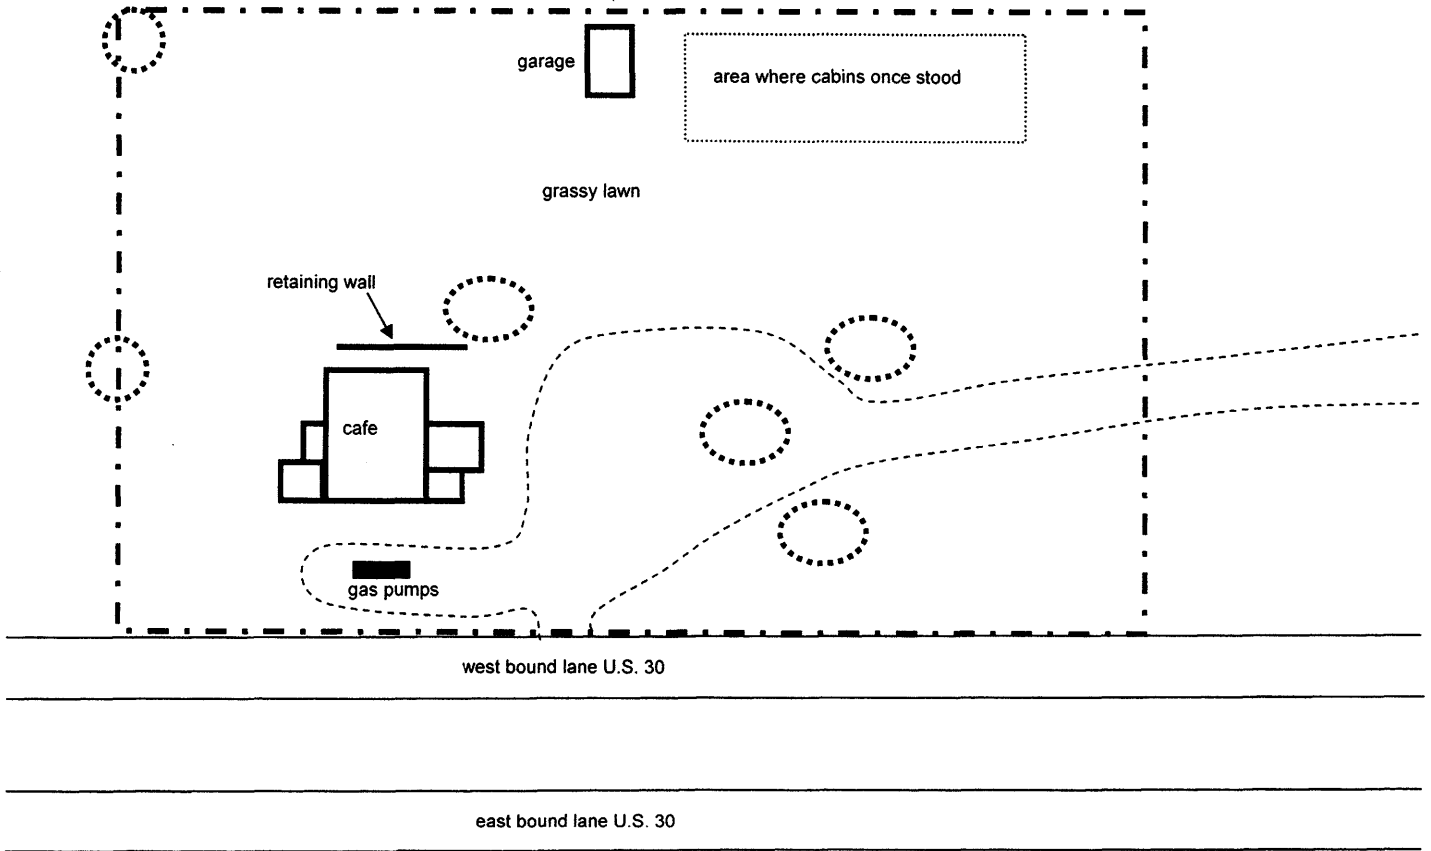 garage
area where cabins once stood
grassy lawn
retaining wall
cafe
gas pumps
west bound lane U.S. 30
east bound lane U.S. 30